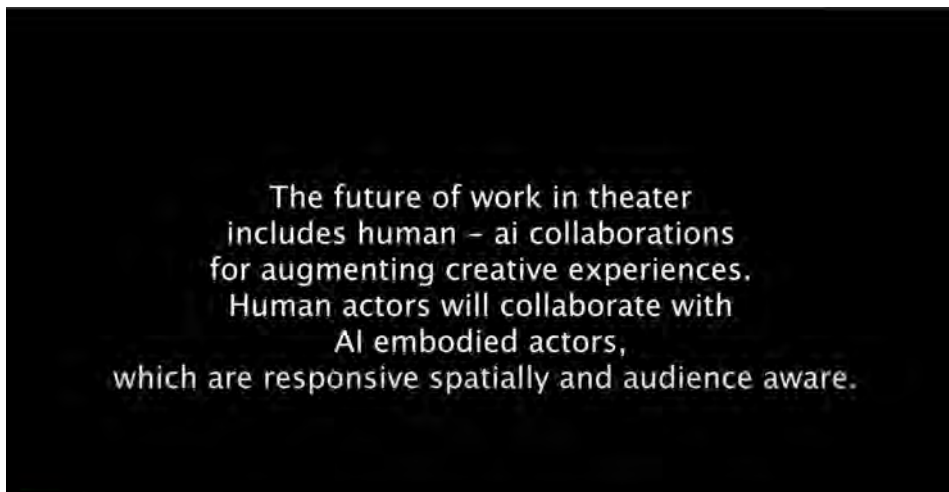 The future of work in theater
includes human – ai collaborations
for augmenting creative experiences.
Human actors will collaborate with
AI embodied actors,
which are responsive spatially and audience aware.